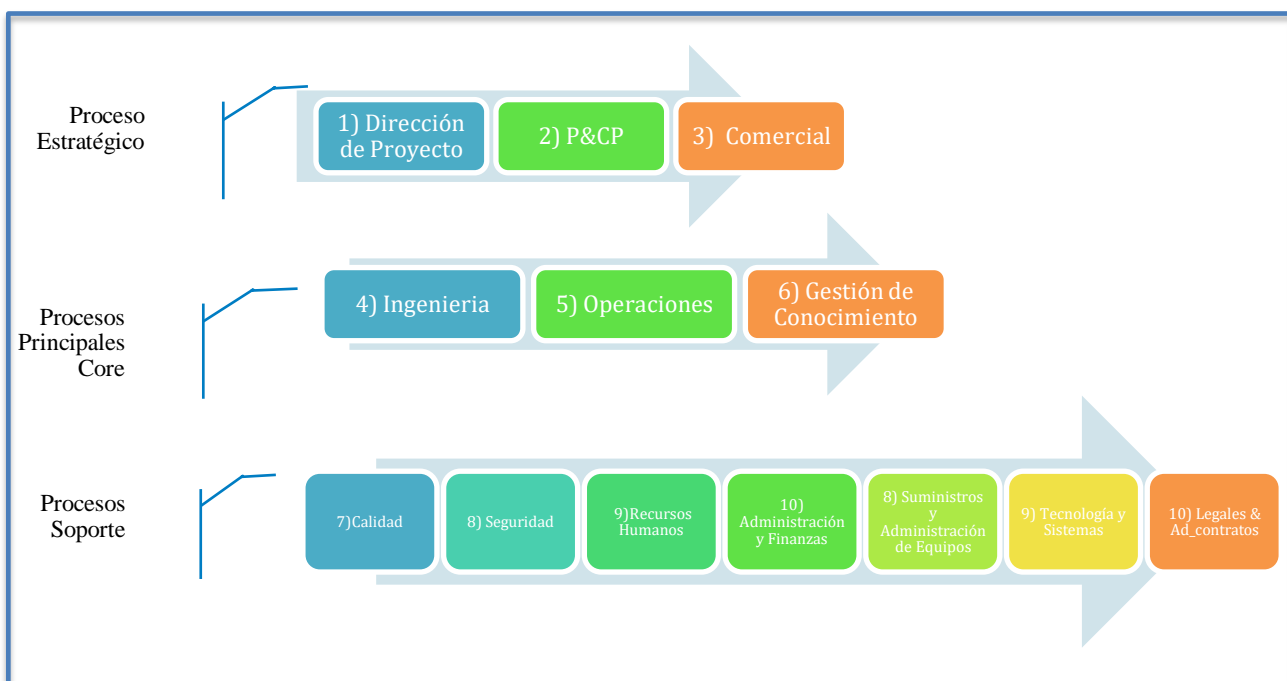 Proceso
Estratégico
1) Dirección
de Proyecto
2) P&CP
3) Comercial
Procesos
Principales
Core
4) Ingenieria
5) Operaciones
6) Gestión de
Conocimiento
Procesos
Soporte
7)Calidad
8) Seguridad
9)Recursos
Humanos
10)
Administración
y Finanzas
8) Suministros
y
Administración
de Equipos
9) Tecnología y
Sistemas
10) Legales &
Ad_contratos